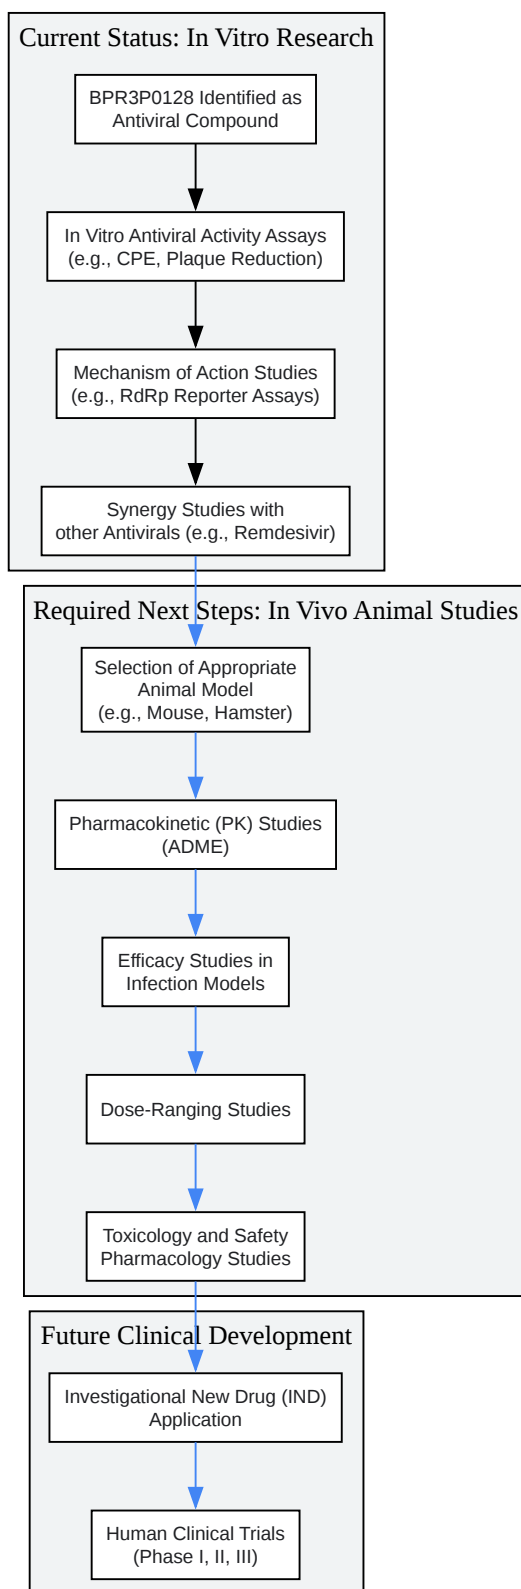 Current Status: In Vitro Research
BPR3P0128 Identified as
Antiviral Compound
In Vitro Antiviral Activity Assays
(e.g., CPE, Plaque Reduction)
Mechanism of Action Studies
(e.g., RdRp Reporter Assays)
Synergy Studies with
other Antivirals (e.g., Remdesivir)
Required Next Steps: In Vivo Animal Studies
Selection of Appropriate
Animal Model
(e.g., Mouse, Hamster)
Pharmacokinetic (PK) Studies
(ADME)
Efficacy Studies in
Infection Models
Dose-Ranging Studies
Toxicology and Safety
Pharmacology Studies
Future Clinical Development
Investigational New Drug (IND)
Application
Human Clinical Trials
(Phase I, II, III)